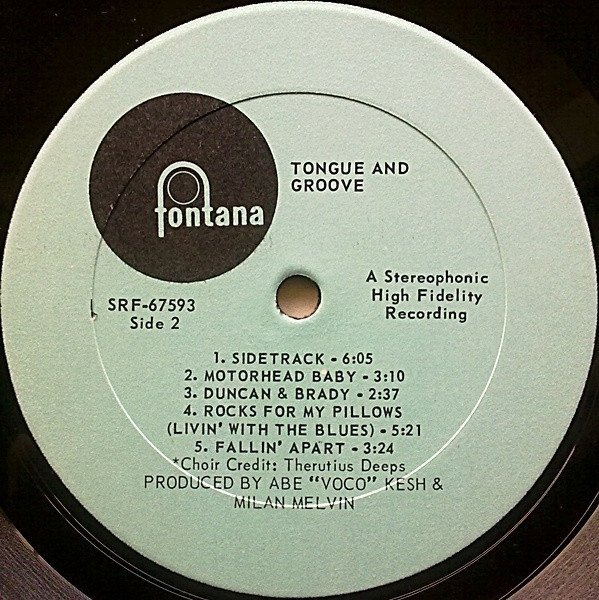 TONGUE AND
GROOVE
fontana
SRF-67593
Side 2
A Stereophonic
High Fidelity
Recording
1. SIDETRACK - 6:05
2. MOTORHEAD BABY - 3:10
3. DUNCAN & BRADY - 2:37
4. ROCKS FOR MY PILLOWS
(LIVIN' WITH THE BLUES) - 5:21
5. FALLIN' APART - 3:24
*Choir Credit: Therutius Deeps
PRODUCED BY ABE "VOCO" KESH &
MILAN MELVIN